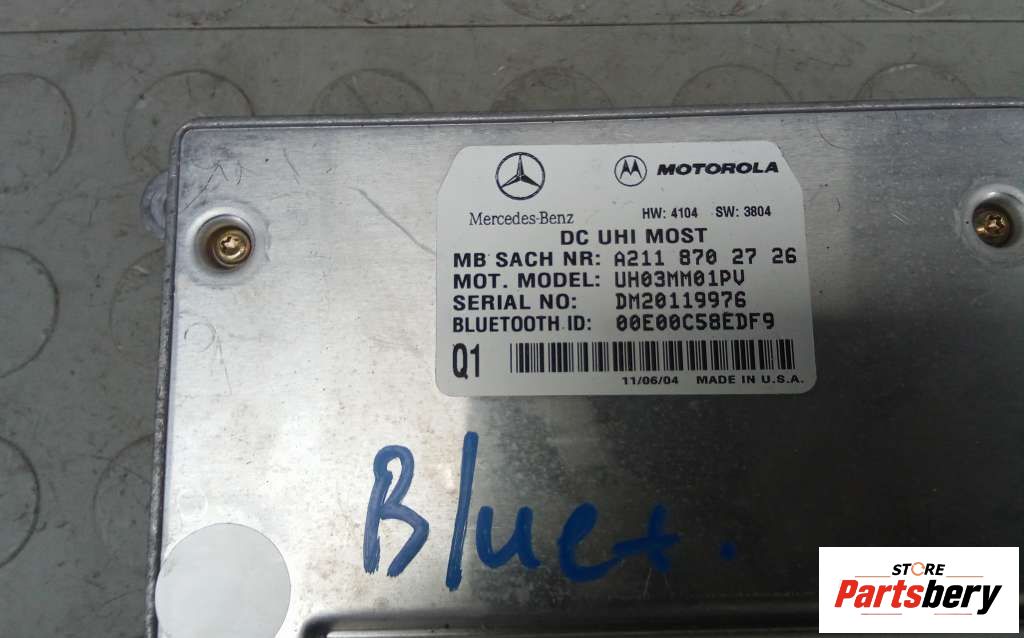 MOTOROLA
Mercedes-Benz
HW: 4104 SW: 3804
DC UHI MOST
MB SACH NR: A211 870 27 26
MOT. MODEL: UH03MM01PV
SERIAL NO: DM20119976
BLUETOOTH ID: 00E00C58EDF9
Q1
11/06/04 MADE IN U.S.A.
Bluet.
STORE
Partsbery